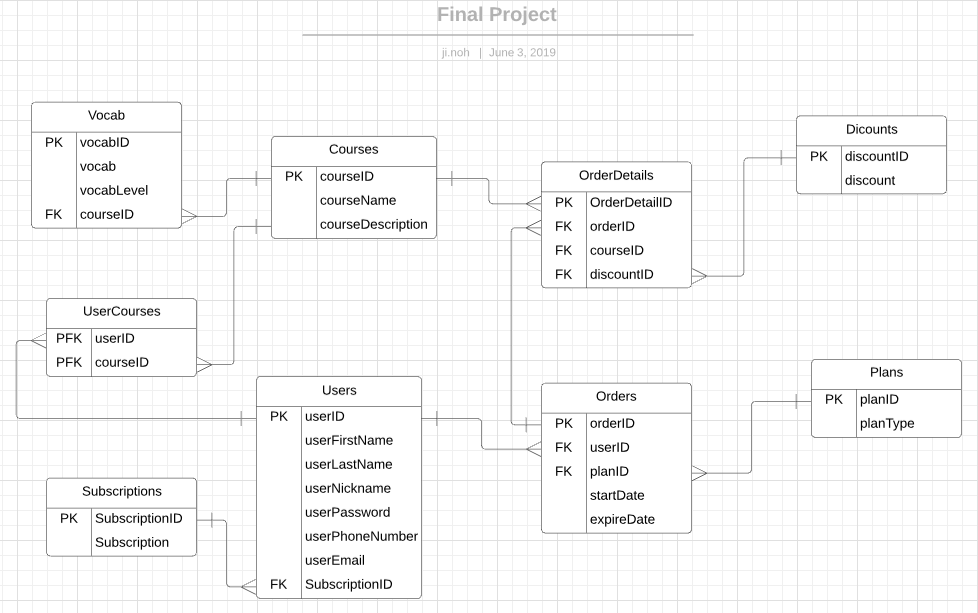 Final Project
ji.noh | June 3, 2019
Vocab
PK vocabID
vocab
vocabLevel
FK courseID
Courses
PK courseID
courseName
courseDescription
OrderDetails
PK OrderDetailID
FK orderID
FK courseID
FK discountID
Dicounts
PK discountID
discount
UserCourses
PFK userID
PFK courseID
Users
PK userID
userFirstName
userLastName
userNickname
userPassword
userPhoneNumber
userEmail
FK SubscriptionID
Orders
PK orderID
FK userID
FK planID
startDate
expireDate
Plans
PK planID
planType
Subscriptions
PK SubscriptionID
Subscription